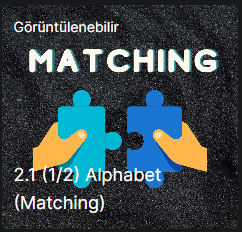 Görüntülenebilir
MATCHING
2.1 (1/2) Alphabet
(Matching)